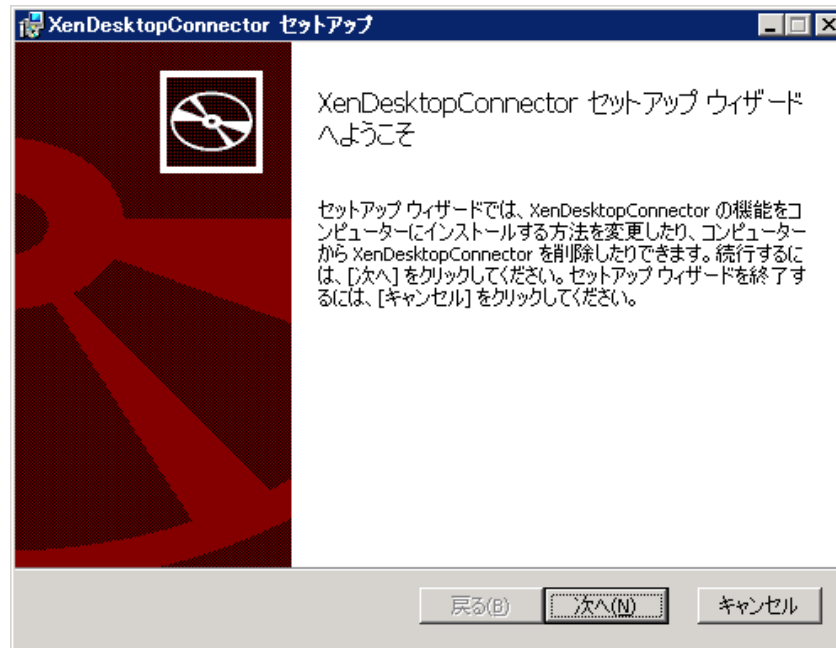 XenDesktopConnector セットアップ
XenDesktopConnector セットアップ ウィザード
へようこそ
セットアップ ウィザードでは、XenDesktopConnector の機能をコ
ンピューターにインストールする方法を変更したり、コンピューター
から XenDesktopConnector を削除したりできます。続行するに
は、[次へ] をクリックしてください。セットアップ ウィザードを終了す
るには、[キャンセル] をクリックしてください。
戻る(B) 次へ(N) キャンセル